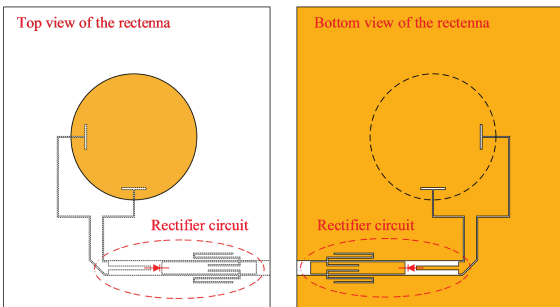 Top view of the rectenna
Bottom view of the rectenna
Rectifier circuit
Rectifier circuit